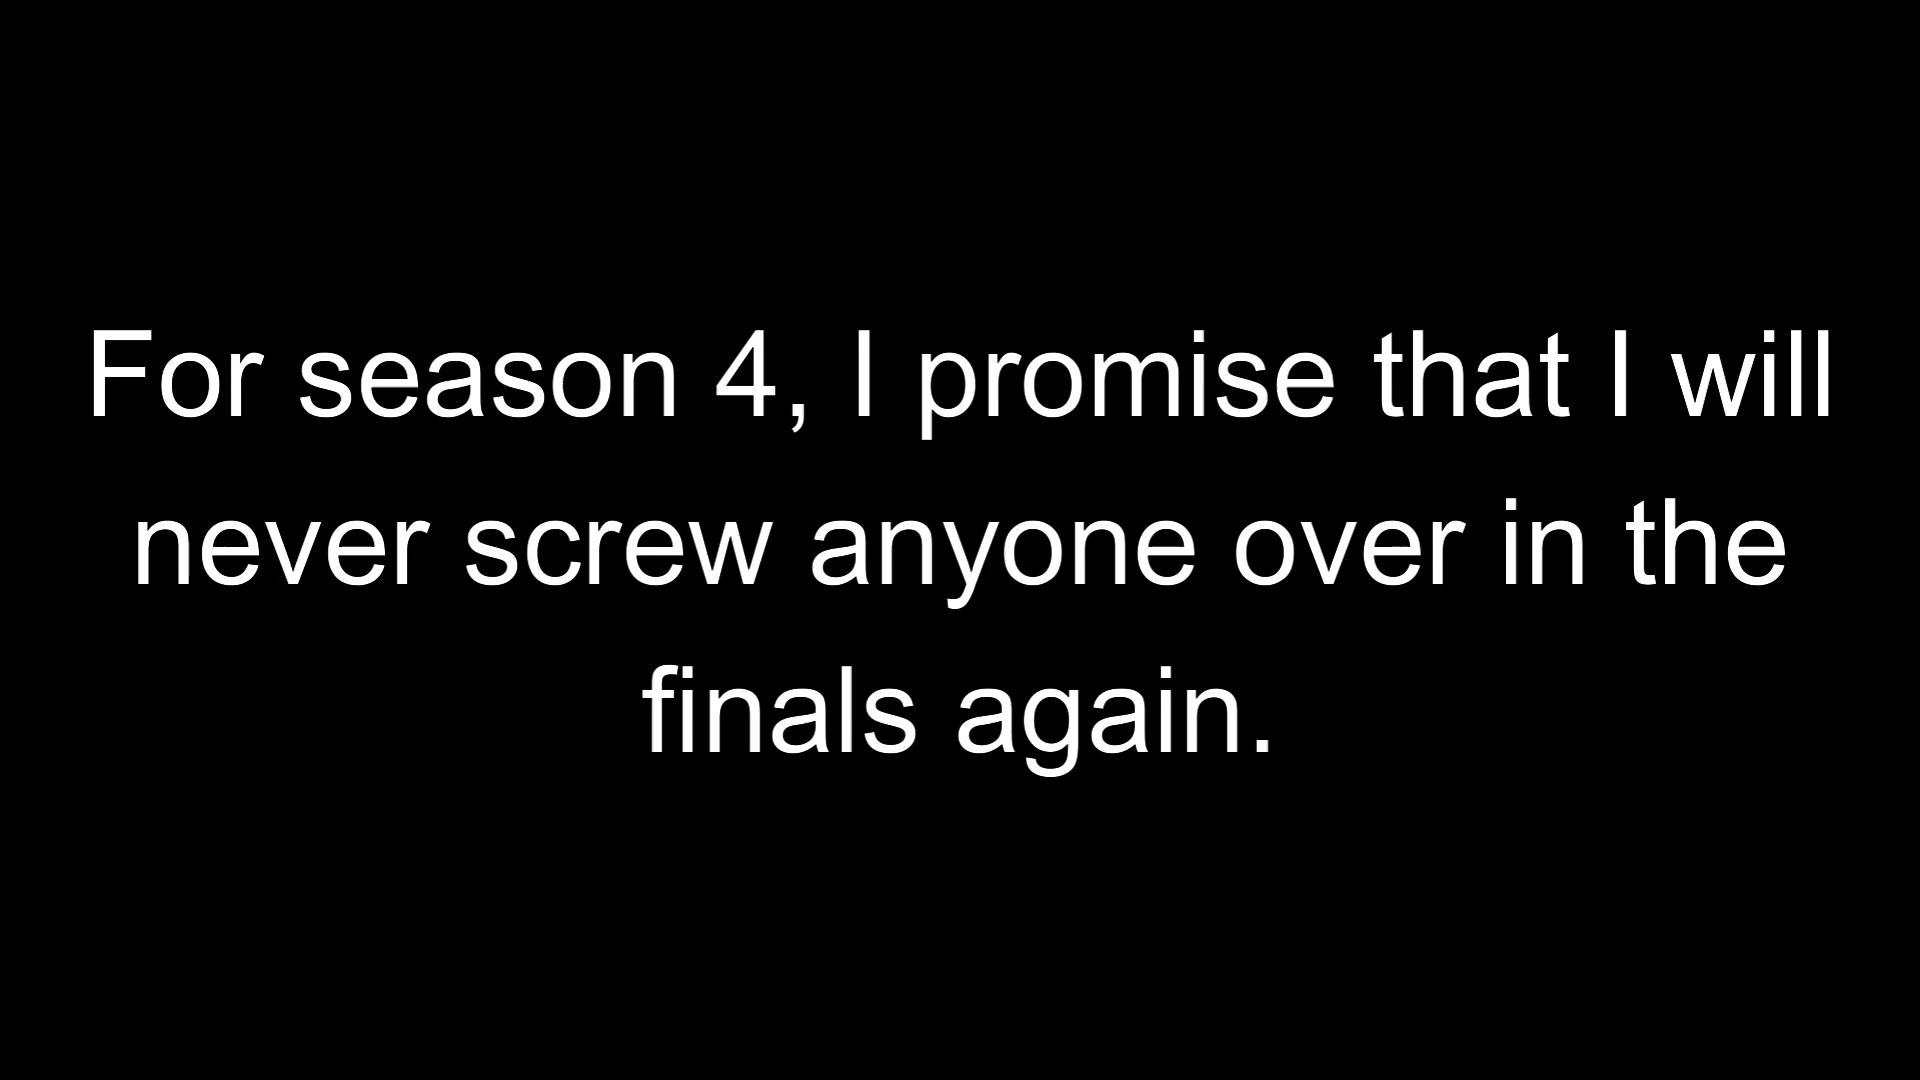 For season 4, I promise that I will
never screw anyone over in the
finals again.